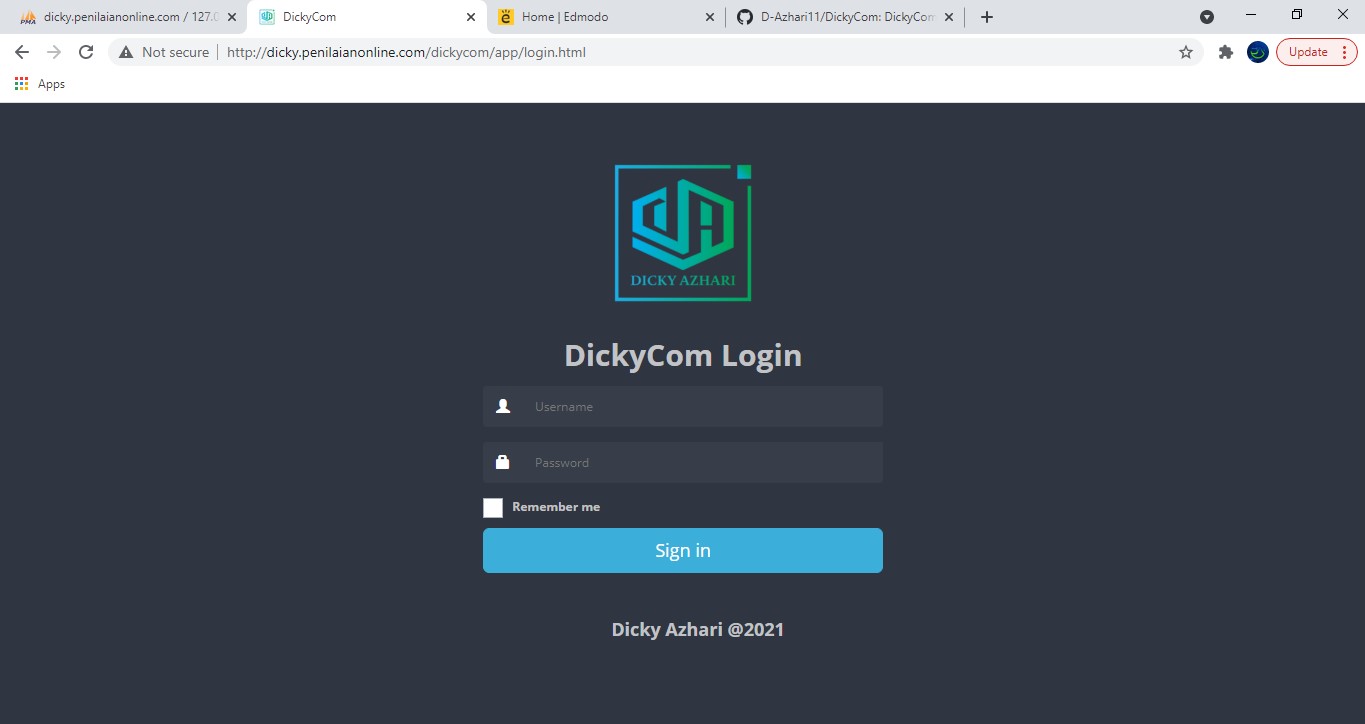 dicky.penilaianonline.com / 127.0
DickyCom
Home | Edmodo
D-Azhari11/DickyCom: DickyCom
Not secure
http://dicky.penilaianonline.com/dickycom/app/login.html
Update
Apps
DICKY AZHARI
DickyCom Login
Username
Password
Remember me
Sign in
Dicky Azhari @2021